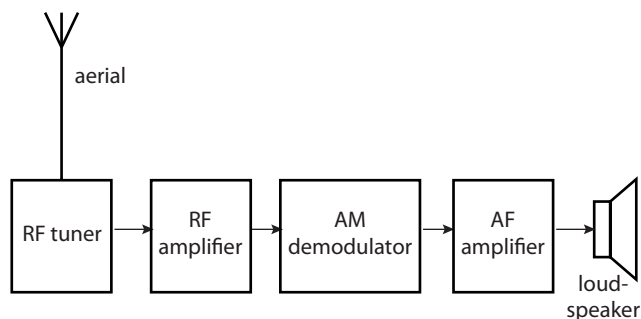 aerial
RF tuner
RF
amplifier
AM
demodulator
AF
amplifier
loud-
speaker